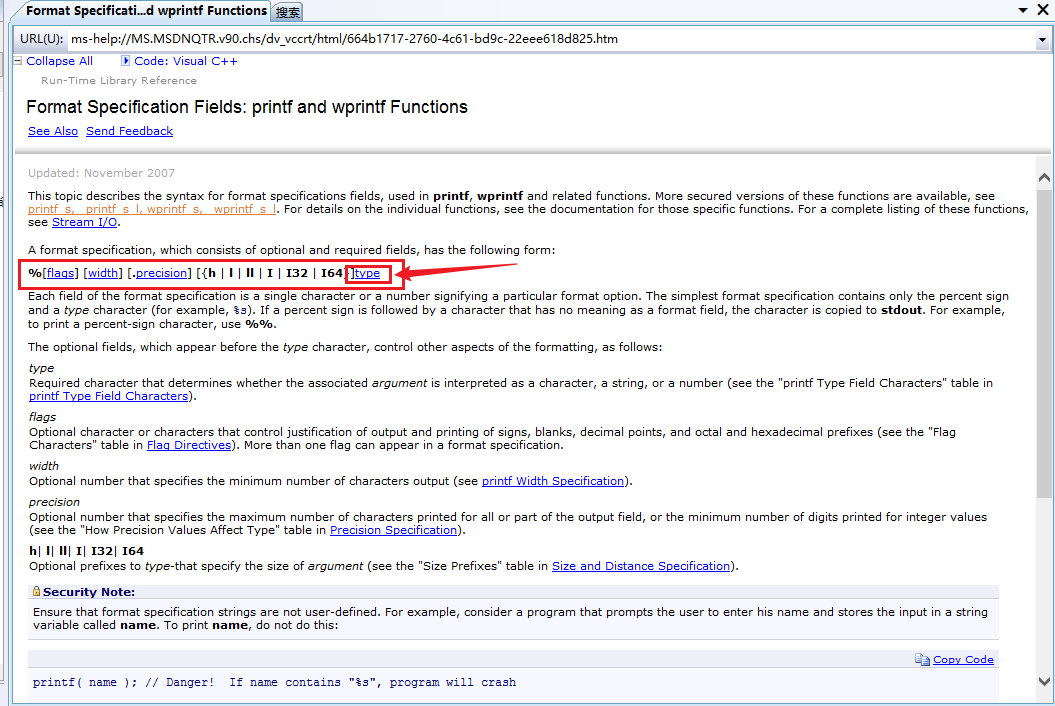 Format Specificati...d wprintf Functions 搜索
URL(U): ms-help://MS.MSDNQTR.v90.chs/dv_vccrt/html/664b1717-2760-4c61-bd9c-22eee618d825.htm
Collapse All Code: Visual C++
Run-Time Library Reference
Format Specification Fields: printf and wprintf Functions
See Also Send Feedback
Updated: November 2007
This topic describes the syntax for format specifications fields, used in printf, wprintf and related functions. More secured versions of these functions are available, see
printf_s, _printf_s_l, wprintf_s, _wprintf_s_l. For details on the individual functions, see the documentation for those specific functions. For a complete listing of these functions,
see Stream I/O.
A format specification, which consists of optional and required fields, has the following form:
%[flags] [width] [.precision] [{h | l | ll | I | I32 | I64}]type
Each field of the format specification is a single character or a number signifying a particular format option. The simplest format specification contains only the percent sign
and a type character (for example, %s). If a percent sign is followed by a character that has no meaning as a format field, the character is copied to stdout. For example,
to print a percent-sign character, use %%.
The optional fields, which appear before the type character, control other aspects of the formatting, as follows:
type
Required character that determines whether the associated argument is interpreted as a character, a string, or a number (see the "printf Type Field Characters" table in
printf Type Field Characters).
flags
Optional character or characters that control justification of output and printing of signs, blanks, decimal points, and octal and hexadecimal prefixes (see the "Flag
Characters" table in Flag Directives). More than one flag can appear in a format specification.
width
Optional number that specifies the minimum number of characters output (see printf Width Specification).
precision
Optional number that specifies the maximum number of characters printed for all or part of the output field, or the minimum number of digits printed for integer values
(see the "How Precision Values Affect Type" table in Precision Specification).
h| l| ll| I| I32| I64
Optional prefixes to type-that specify the size of argument (see the "Size Prefixes" table in Size and Distance Specification).
Security Note:
Ensure that format specification strings are not user-defined. For example, consider a program that prompts the user to enter his name and stores the input in a string
variable called name. To print name, do not do this:
Copy Code
printf( name ); // Danger!  If name contains "%s", program will crash